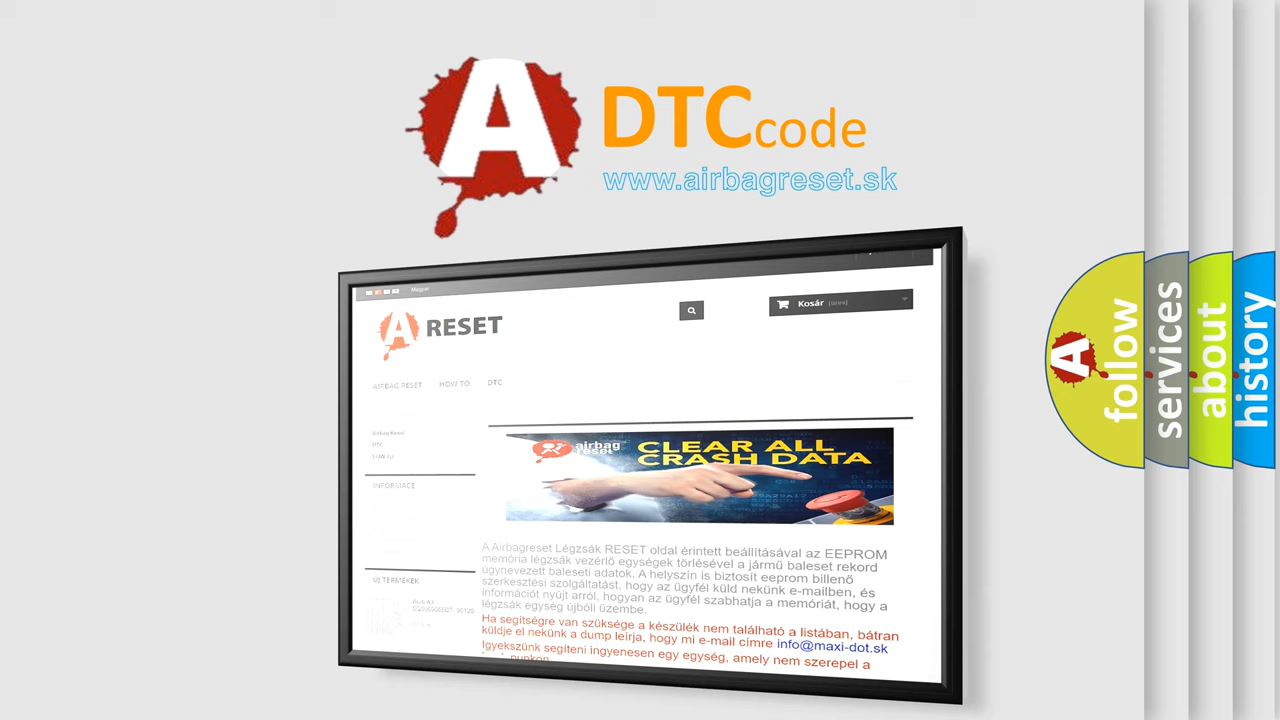 A DTC code
www.airbagreset.sk
Magyar
A RESET
Kosár (üres)
AIRBAG RESET HOW TO DTC
Airbag Reset
DTC
HOW TO
INFORMACE
airbag
reset
CLEAR ALL
CRASH DATA
A Airbagreset Légzsák RESET oldal érintett beállításával az EEPROM
memória légzsák vezérlő egységek törlésével a jármű baleset rekord
úgynevezett baleseti adatok. A helyszín is biztosít eeprom billenő
szerkesztési szolgáltatást, hogy az ügyfél küld nekünk e-mailben, és
információt nyújt arról, hogyan az ügyfél szabhatja a memóriát, hogy a
légzsák egység újbóli üzembe.
Ha segítségre van szüksége a készülék nem található a listában, bátran
küldje el nekünk a dump leírja, hogy mi e-mail címre info@maxi-dot.sk
Igyekszünk segíteni ingyenesen egy egység, amely nem szerepel a
ÚJ TERMÉKEK
A follow
services
about
history